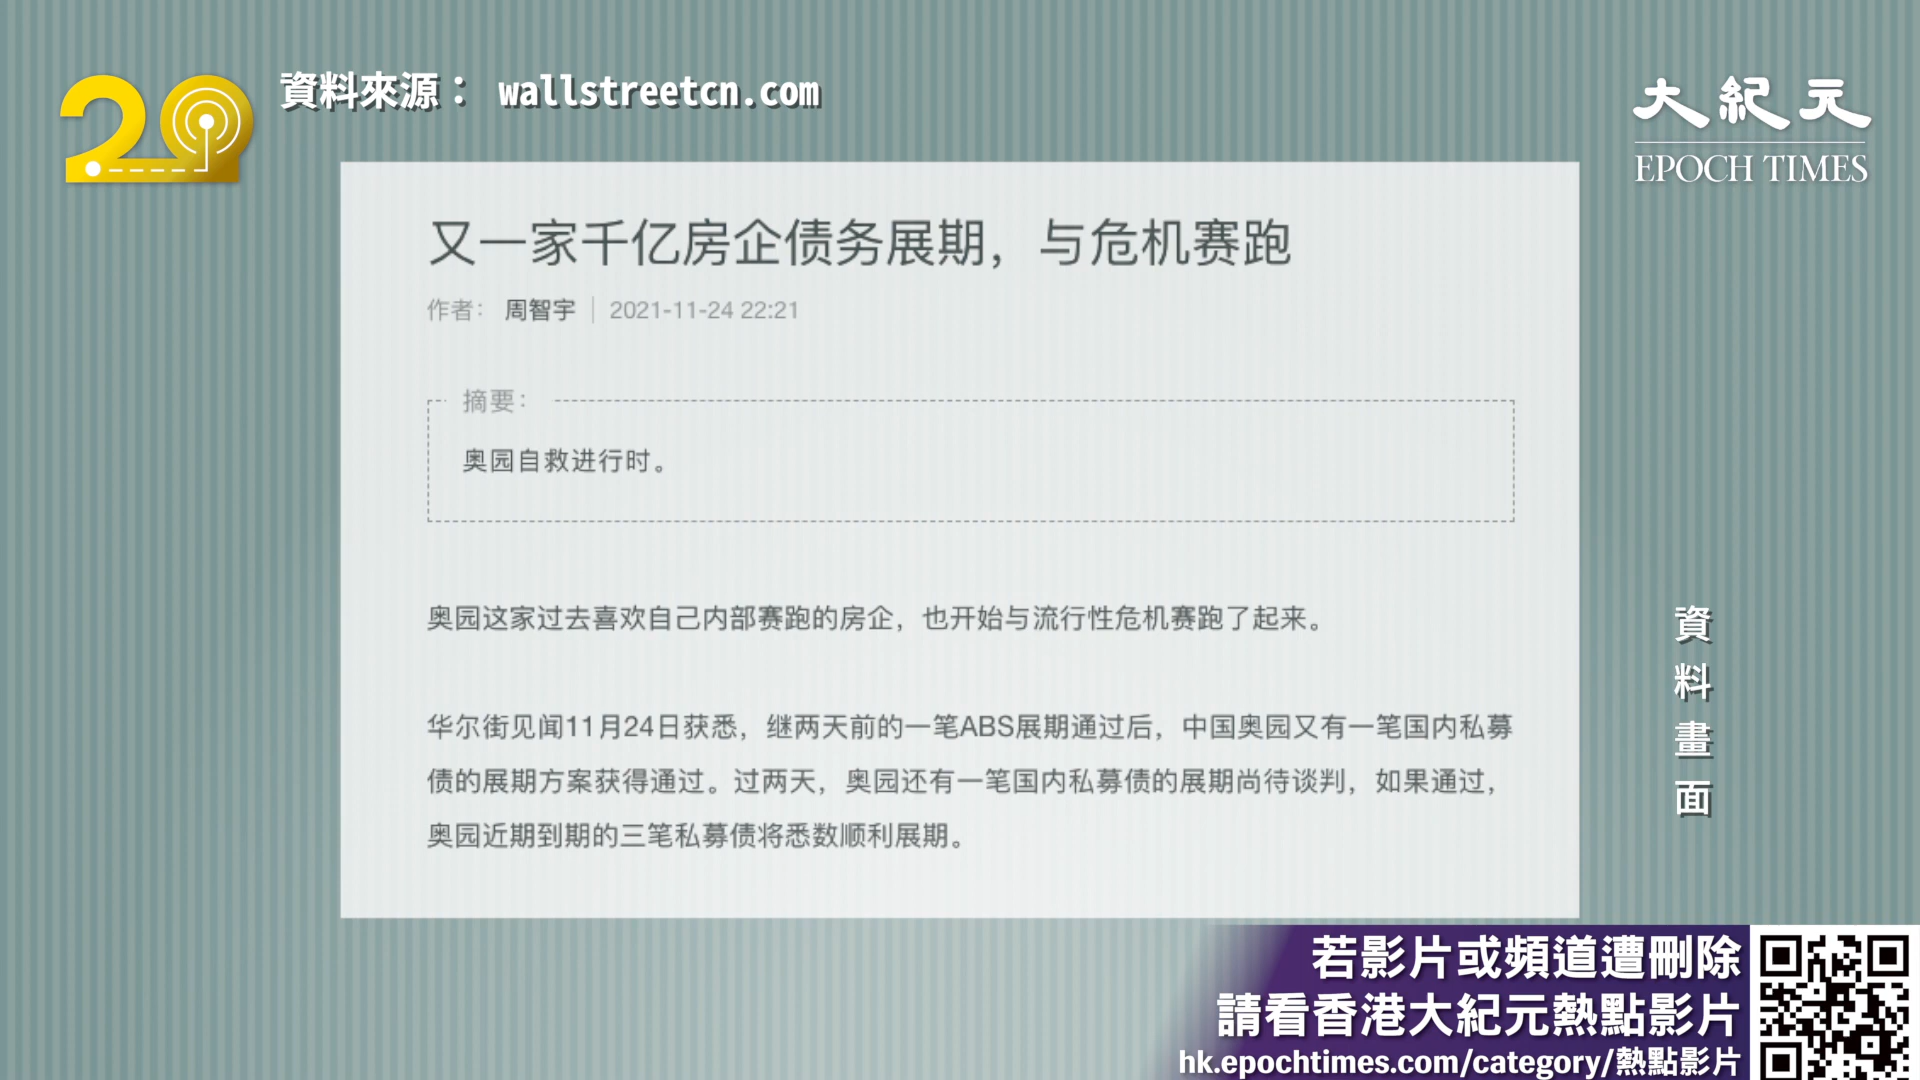 20
資料來源： wallstreetcn.com
大紀元
EPOCH TIMES
又一家千亿房企债务展期，与危机赛跑
作者： 周智宇 | 2021-11-24 22:21
摘要：
奥园自救进行时。
奥园这家过去喜欢自己内部赛跑的房企，也开始与流行性危机赛跑了起来。
华尔街见闻11月24日获悉，继两天前的一笔ABS展期通过后，中国奥园又有一笔国内私募
债的展期方案获得通过。过两天，奥园还有一笔国内私募债的展期尚待谈判，如果通过，
奥园近期到期的三笔私募债将悉数顺利展期。
資料畫面
若影片或頻道遭刪除
請看香港大紀元熱點影片
hk.epochtimes.com/category/熱點影片